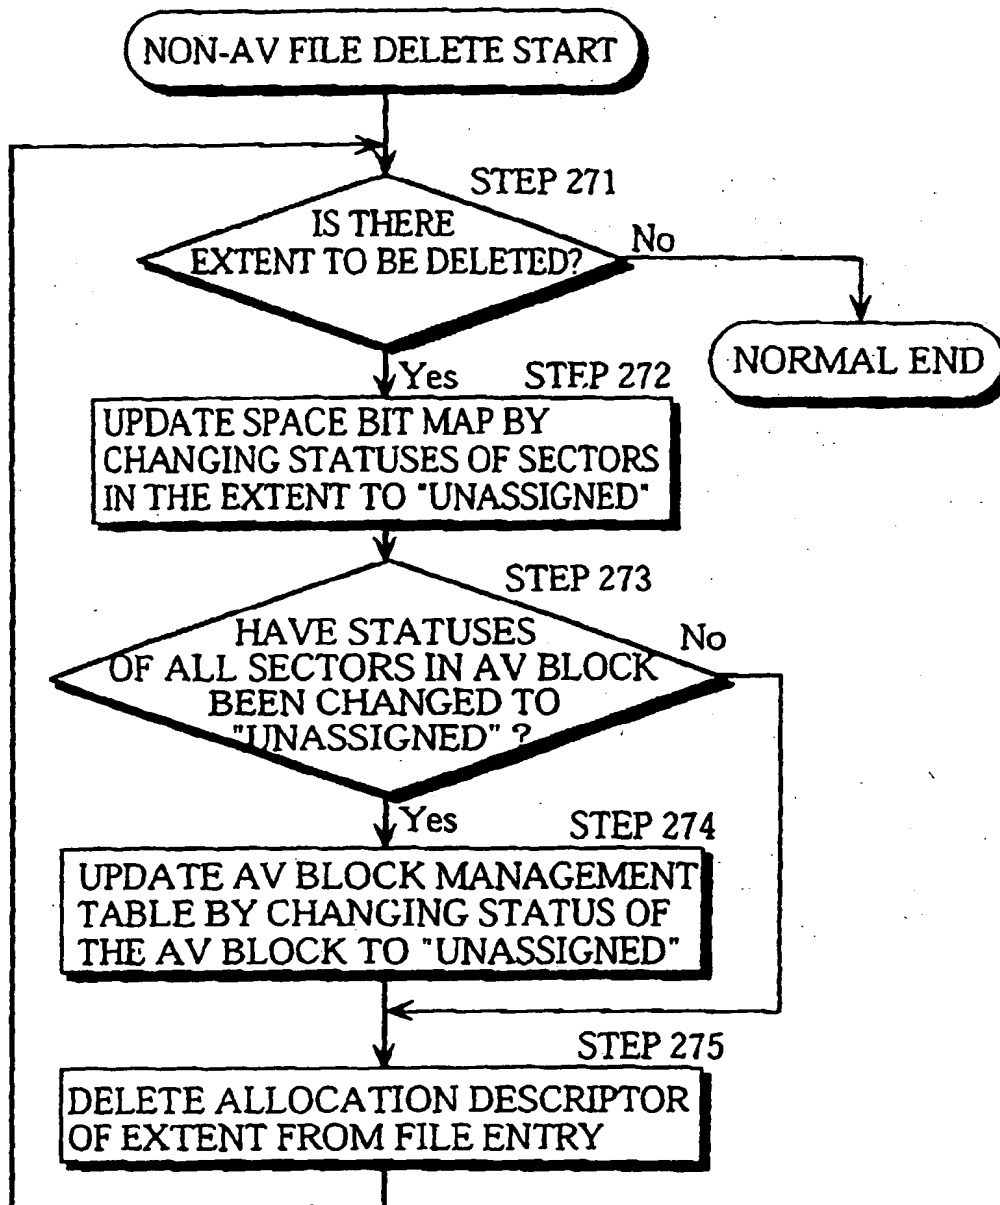 NON-AV FILE DELETE START
STEP 271
IS THERE
EXTENT TO BE DELETED?
No
NORMAL END
Yes
STEP 272
UPDATE SPACE BIT MAP BY
CHANGING STATUSES OF SECTORS
IN THE EXTENT TO "UNASSIGNED"
STEP 273
HAVE STATUSES
OF ALL SECTORS IN AV BLOCK
BEEN CHANGED TO
"UNASSIGNED" ?
No
Yes
STEP 274
UPDATE AV BLOCK MANAGEMENT
TABLE BY CHANGING STATUS OF
THE AV BLOCK TO "UNASSIGNED"
STEP 275
DELETE ALLOCATION DESCRIPTOR
OF EXTENT FROM FILE ENTRY